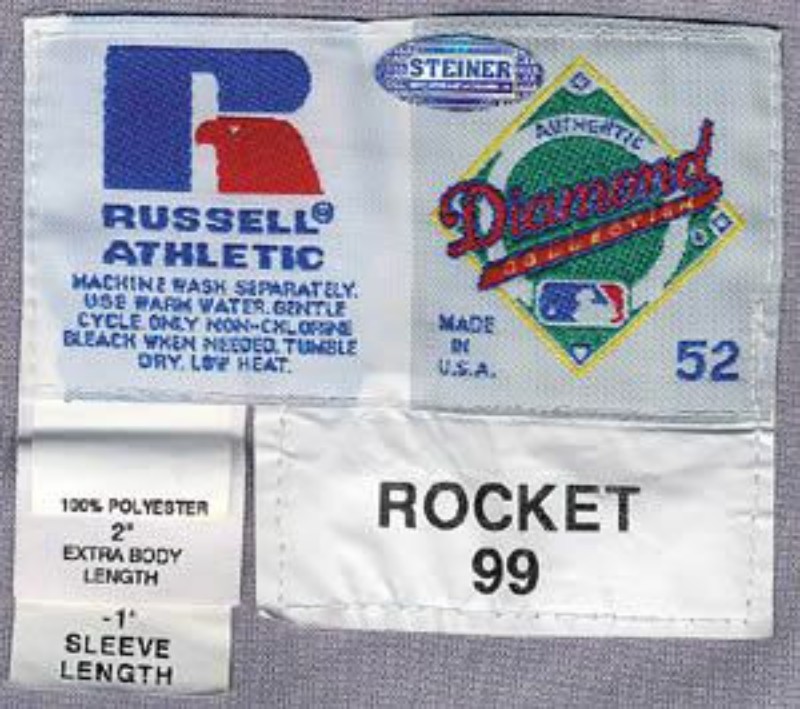 STEINER
RUSSELL®
ATHLETIC
MACHINE WASH SEPARATELY.
USE WARM WATER. GENTLE
CYCLE ONLY NON-CHLORINE
BLEACH WHEN NEEDED. TUMBLE
DRY. LOW HEAT.
AUTHENTIC
Diamond
COLLECTION
MADE
IN
U.S.A.
52
100% POLYESTER
2"
EXTRA BODY
LENGTH
-1"
SLEEVE
LENGTH
ROCKET
99